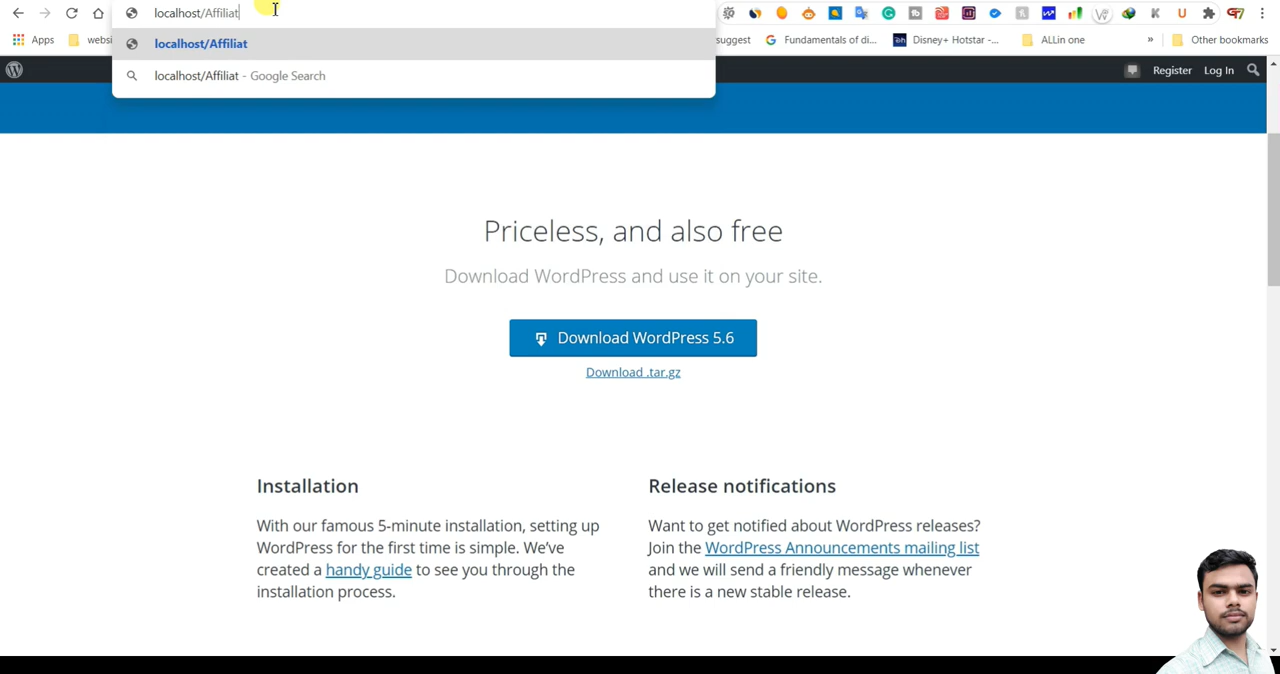 localhost/Affiliat
localhost/Affiliat
localhost/Affiliat - Google Search
Apps
websi
suggest
Fundamentals of di...
Disney+ Hotstar -...
ALLin one
»
Other bookmarks
Register
Log In
Priceless, and also free
Download WordPress and use it on your site.
Download WordPress 5.6
Download .tar.gz
Installation
With our famous 5-minute installation, setting up
WordPress for the first time is simple. We've
created a handy guide to see you through the
installation process.
Release notifications
Want to get notified about WordPress releases?
Join the WordPress Announcements mailing list
and we will send a friendly message whenever
there is a new stable release.